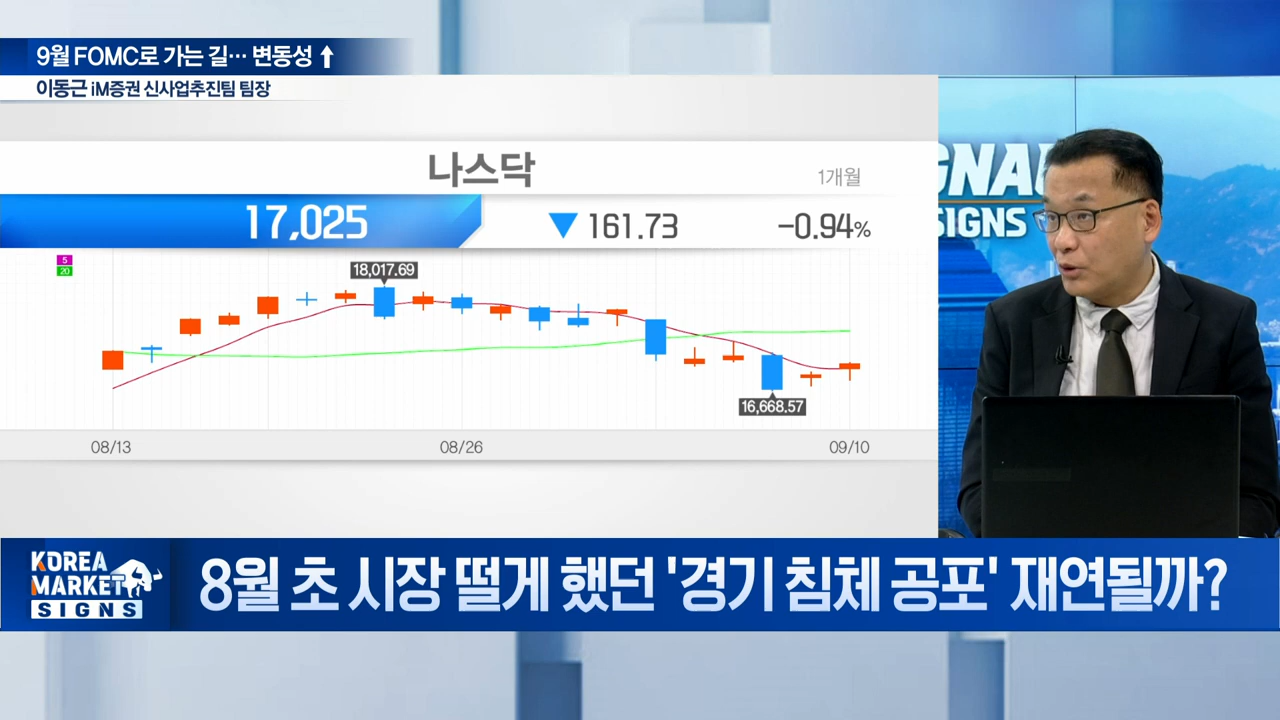 9월 FOMC로 가는 길… 변동성 ↑
이동근 iM증권 신사업추진팀 팀장
나스닥
1개월
17,025 ▼ 161.73 -0.94%
5
20
18,017.69
16,668.57
08/13 08/26 09/10
GNAL
SIGNS
KOREA
MARKET
SIGNS
8월 초 시장 떨게 했던 '경기 침체 공포' 재연될까?